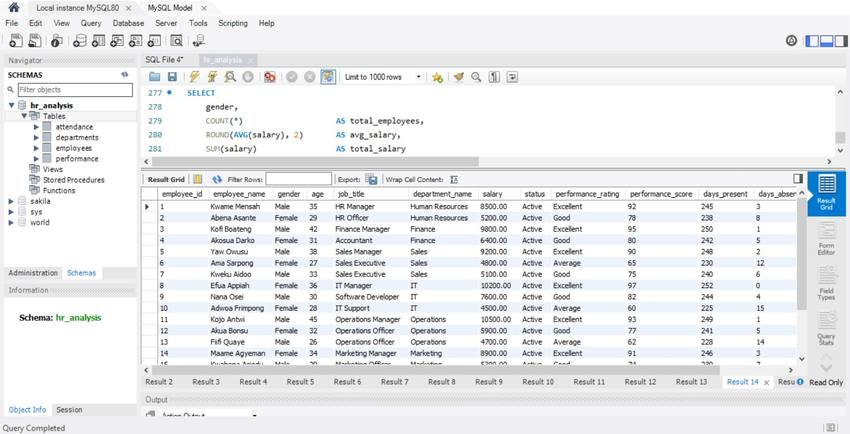 Local instance MySQL80 × MySQL Model ×
File Edit View Query Database Server Tools Scripting Help
Navigator
SCHEMAS
Filter objects
hr_analysis
Tables
attendance
departments
employees
performance
Views
Stored Procedures
Functions
sakila
sys
world
Administration Schemas
Information
Schema: hr_analysis
Object Info Session
Query Completed
SQL File 4* hr_analysis ×
Limit to 1000 rows
277 SELECT
278 gender,
279 COUNT(*) AS total_employees,
280 ROUND(AVG(salary), 2) AS avg_salary,
281 SUM(salary) AS total_salary
Result Grid Filter Rows: Export: Wrap Cell Content:
employee_id employee_name gender age job_title department_name salary status performance_rating performance_score days_present days_absen
1 Kwame Mensah Male 35 HR Manager Human Resources 8500.00 Active Excellent 92 245 3
2 Abena Asante Female 29 HR Officer Human Resources 5200.00 Active Good 78 238 8
3 Kofi Boateng Male 42 Finance Manager Finance 9800.00 Active Excellent 95 250 1
4 Akosua Darko Female 31 Accountant Finance 6400.00 Active Good 80 242 5
5 Yaw Owusu Male 38 Sales Manager Sales 9200.00 Active Excellent 90 248 2
6 Ama Sarpong Female 27 Sales Executive Sales 4800.00 Active Average 65 230 12
7 Kweku Aidoo Male 33 Sales Executive Sales 5100.00 Active Good 75 240 6
8 Efua Appiah Female 36 IT Manager IT 10200.00 Active Excellent 97 252 0
9 Nana Osei Male 30 Software Developer IT 7600.00 Active Good 82 244 4
10 Adwoa Frimpong Female 28 IT Support IT 4500.00 Active Average 60 225 15
11 Kojo Antwi Male 45 Operations Manager Operations 10500.00 Active Excellent 93 249 1
12 Akua Bonsu Female 32 Operations Officer Operations 5900.00 Active Good 77 241 5
13 Fiifi Quaye Male 26 Operations Officer Operations 4700.00 Active Average 62 228 14
14 Maame Agyeman Female 34 Marketing Manager Marketing 8900.00 Active Excellent 91 246 3
Result Grid
Form Editor
Field Types
Query Stats
Result 2 Result 3 Result 4 Result 5 Result 6 Result 7 Result 8 Result 9 Result 10 Result 11 Result 12 Result 13 Result 14 × Resu Read Only
Output
Action Output